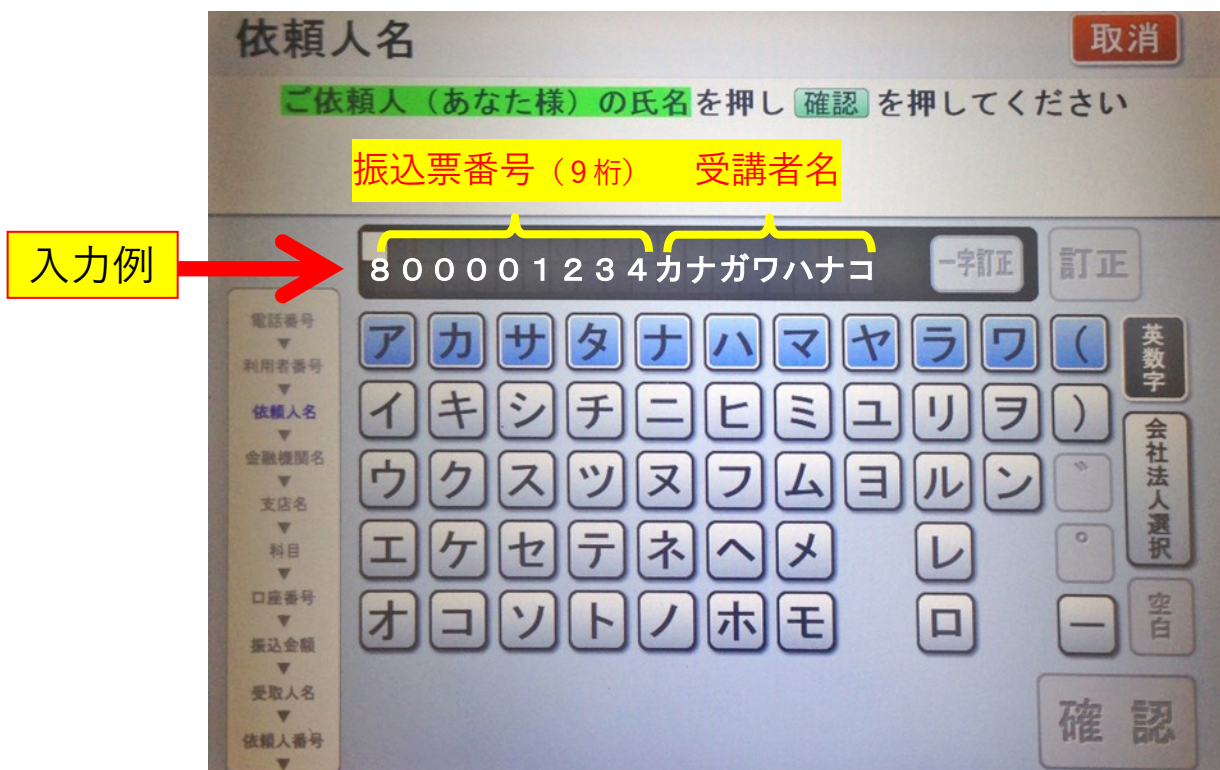 依頼人名 取消
ご依頼人（あなた様）の氏名を押し 確認 を押してください
振込票番号（9桁） 受講者名
入力例
８００００１２３４カナガワハナコ 一字訂正 訂正
電話番号
▼
利用者番号
▼
依頼人名
▼
金融機関名
▼
支店名
▼
科目
▼
口座番号
▼
振込金額
▼
受取人名
▼
依頼人番号
▼
ア カ サ タ ナ ハ マ ヤ ラ ワ （
イ キ シ チ ニ ヒ ミ ユ リ ヲ ）
ウ ク ス ツ ヌ フ ム ヨ ル ン ゛
エ ケ セ テ ネ ヘ メ レ ゜
オ コ ソ ト ノ ホ モ ロ ー
英数字
会社法人選択
空白
確認